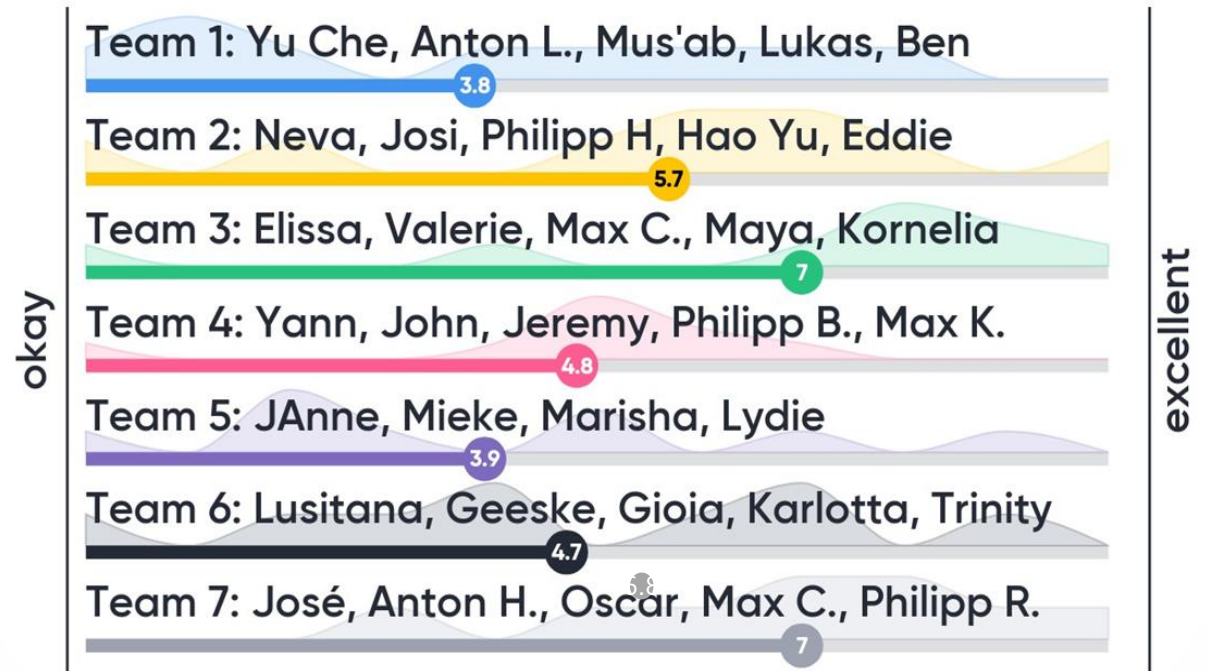 Team 1: Yu Che, Anton L., Mus'ab, Lukas, Ben
3.8
Team 2: Neva, Josi, Philipp H, Hao Yu, Eddie
5.7
Team 3: Elissa, Valerie, Max C., Maya, Kornelia
7
okay
Team 4: Yann, John, Jeremy, Philipp B., Max K.
excellent
4.8
Team 5: JAnne, Mieke, Marisha, Lydie
3.9
Team 6: Lusitana, Geeske, Gioia, Karlotta, Trinity
4.7
Team 7: José, Anton H., Oscar, Max C., Philipp R.
7